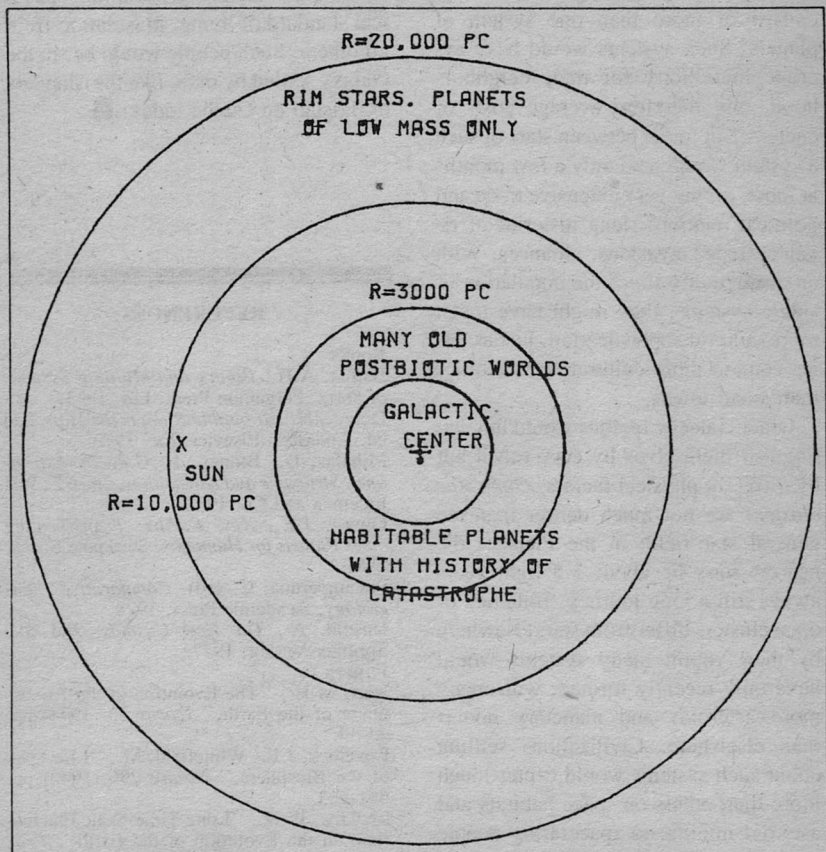 R=20,000 PC
RIM STARS. PLANETS
OF LOW MASS ONLY
R=3000 PC
MANY OLD
POSTBIOTIC WORLDS
GALACTIC
CENTER
X
SUN
R=10,000 PC
HABITABLE PLANETS
WITH HISTORY OF
CATASTROPHE